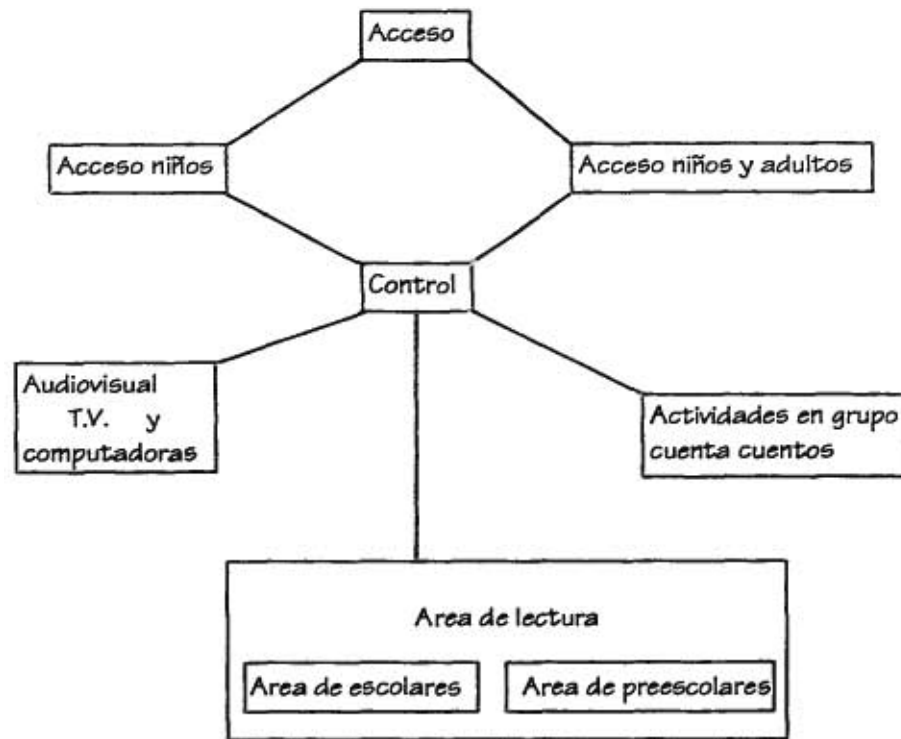 Acceso
Acceso niños
Acceso niños y adultos
Control
Audiovisual
T.V. y
computadoras
Actividades en grupo
cuenta cuentos
Area de lectura
Area de escolares
Area de preescolares